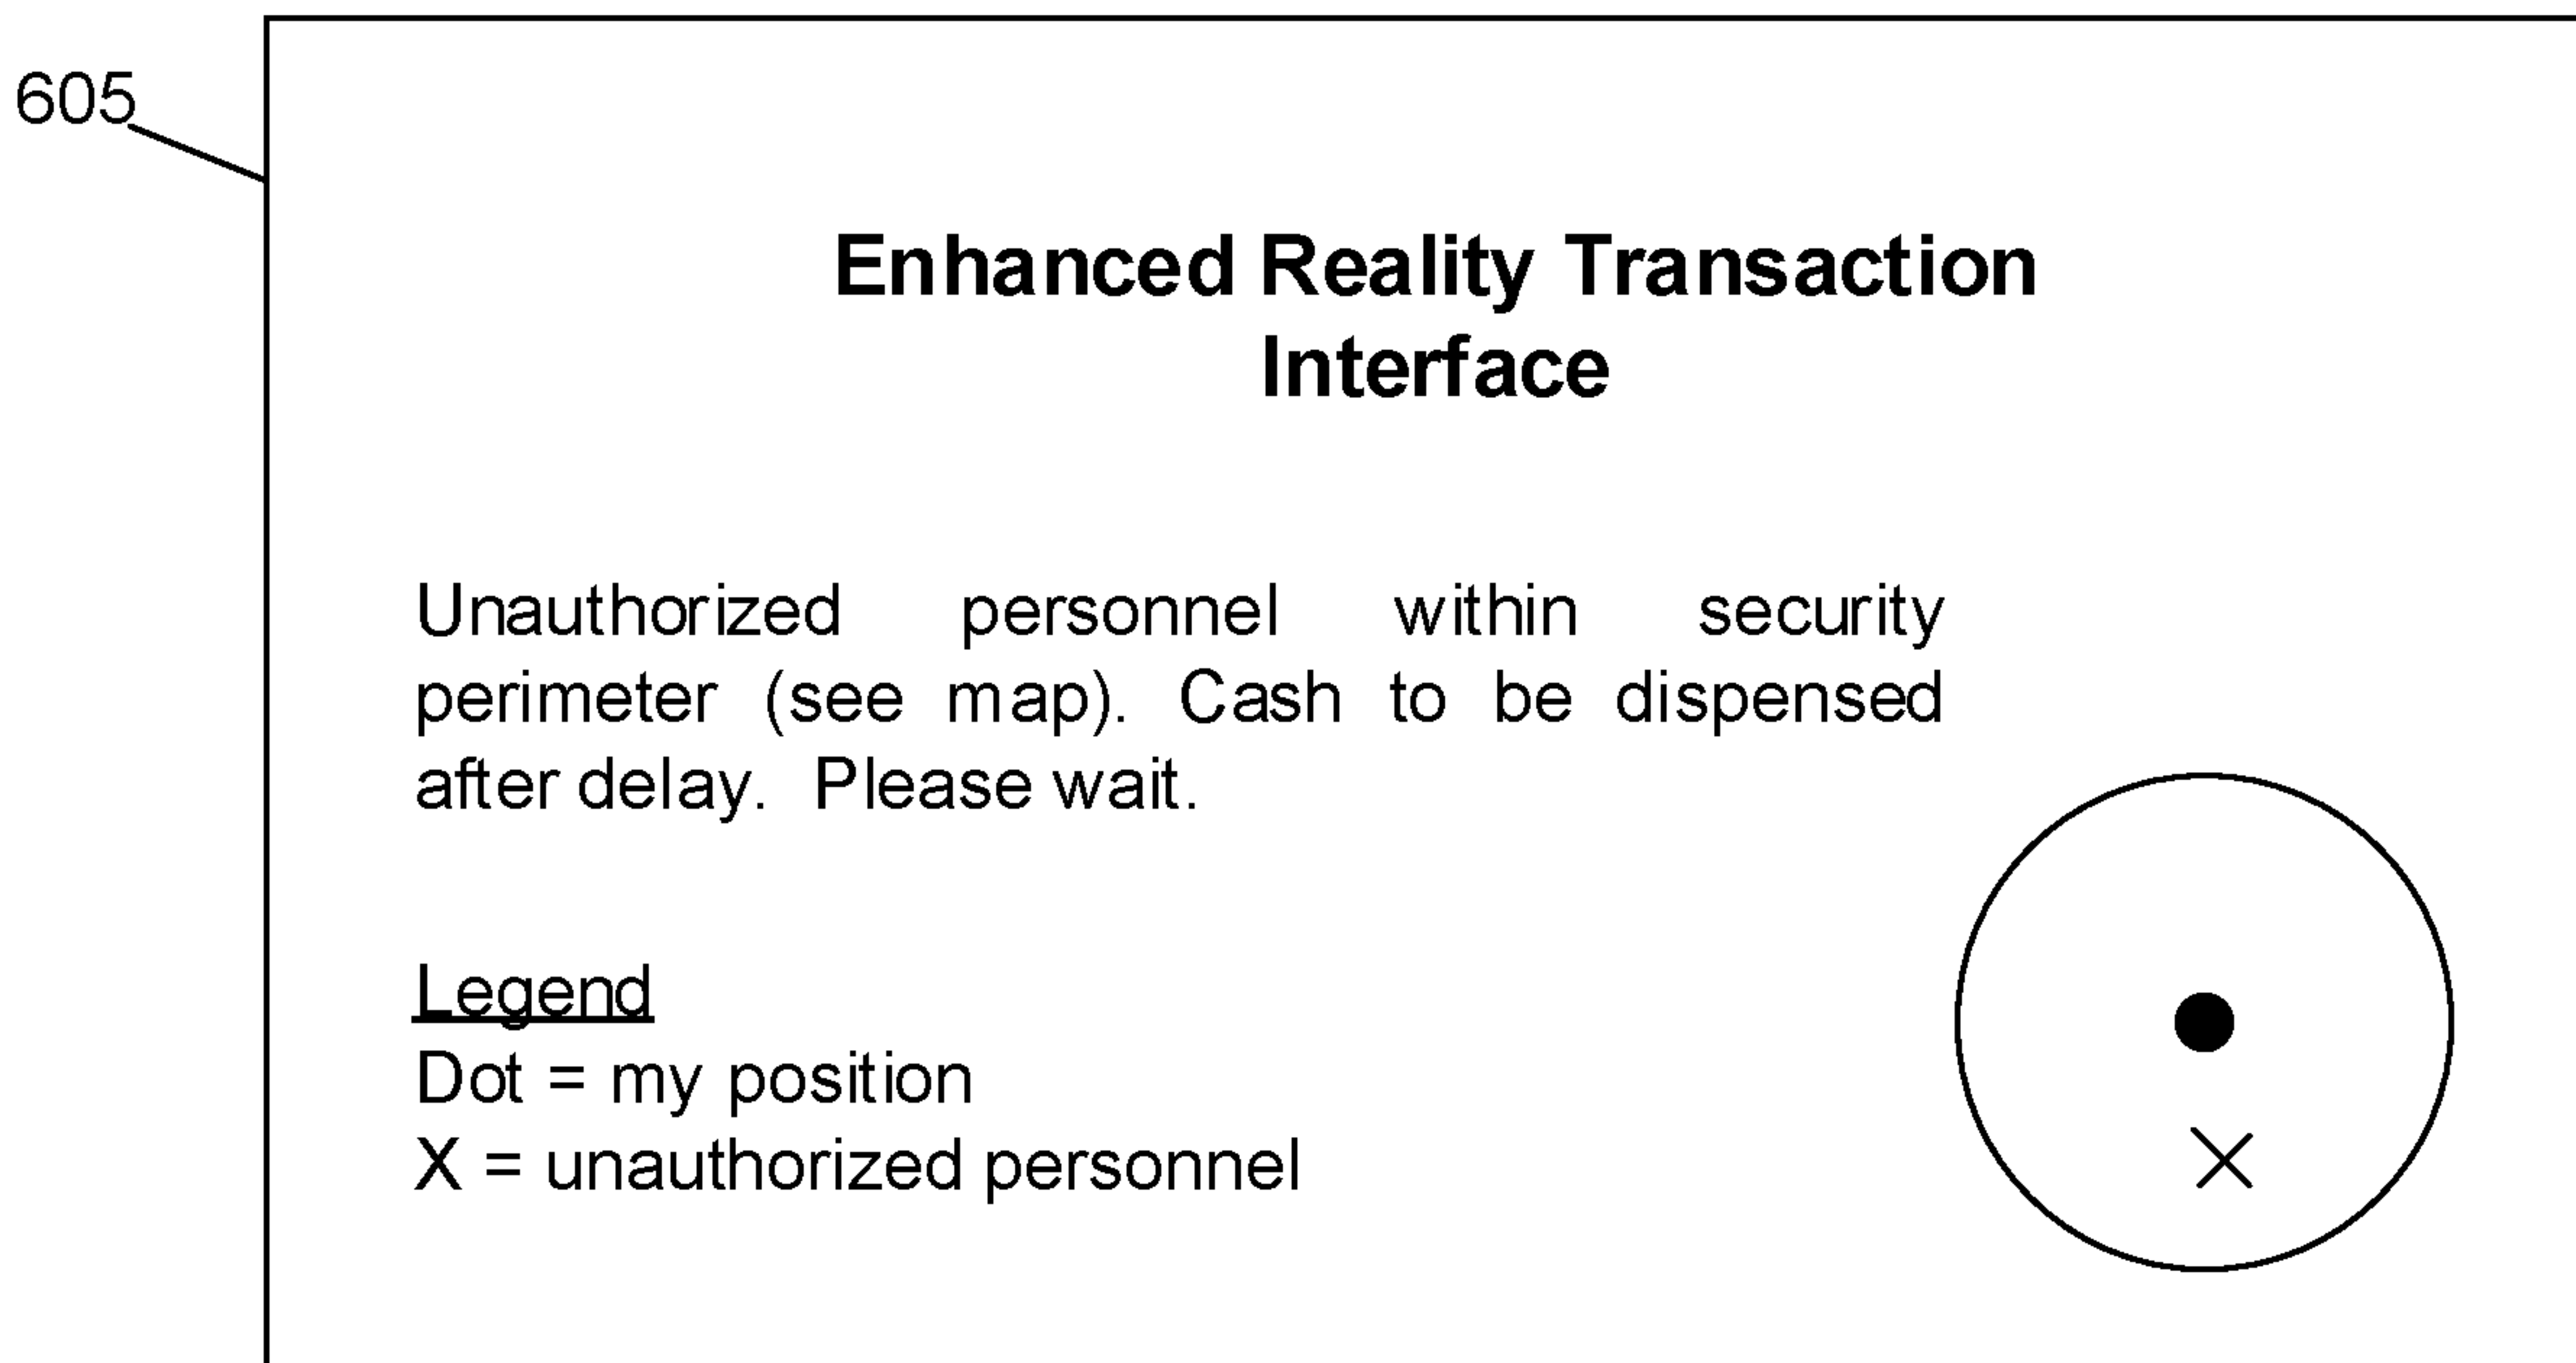 605
Enhanced Reality Transaction
Interface
Unauthorized personnel within security
perimeter (see map). Cash to be dispensed
after delay. Please wait.
Legend
Dot = my position
X = unauthorized personnel